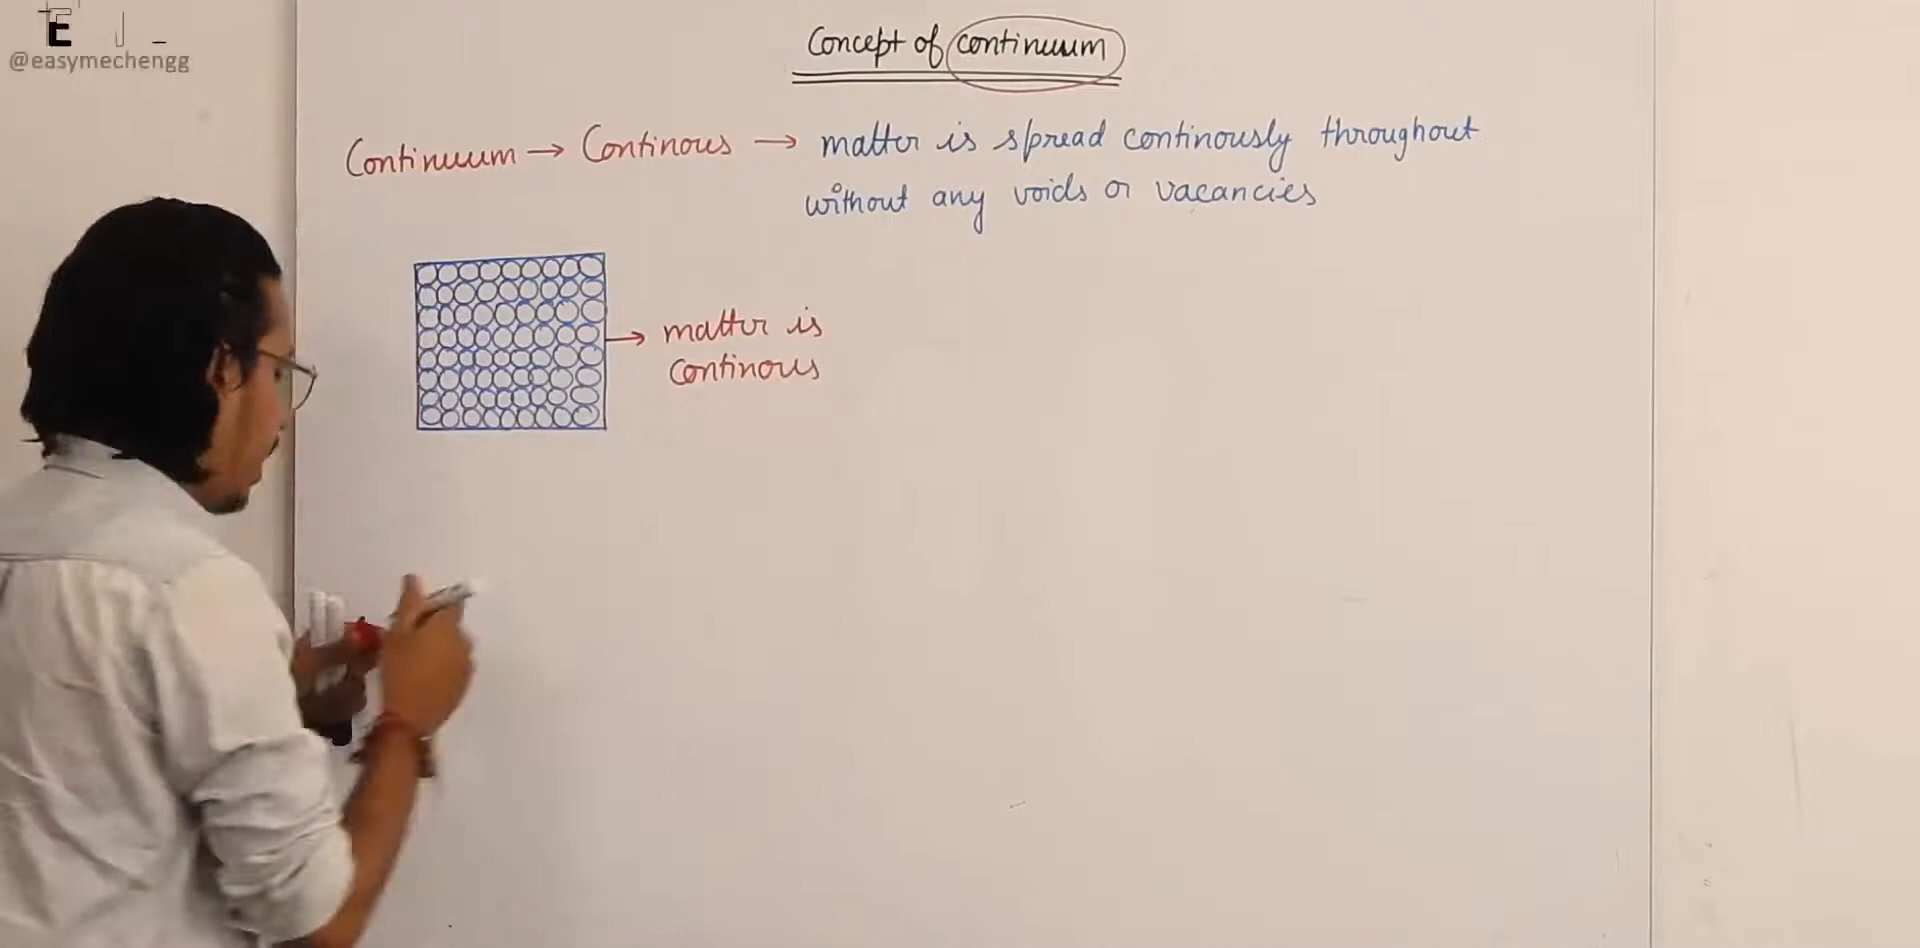 @easymechengg
Concept of continuum
Continuum → Continous → matter is spread continously throughout
without any voids or vacancies
→ matter is
continous